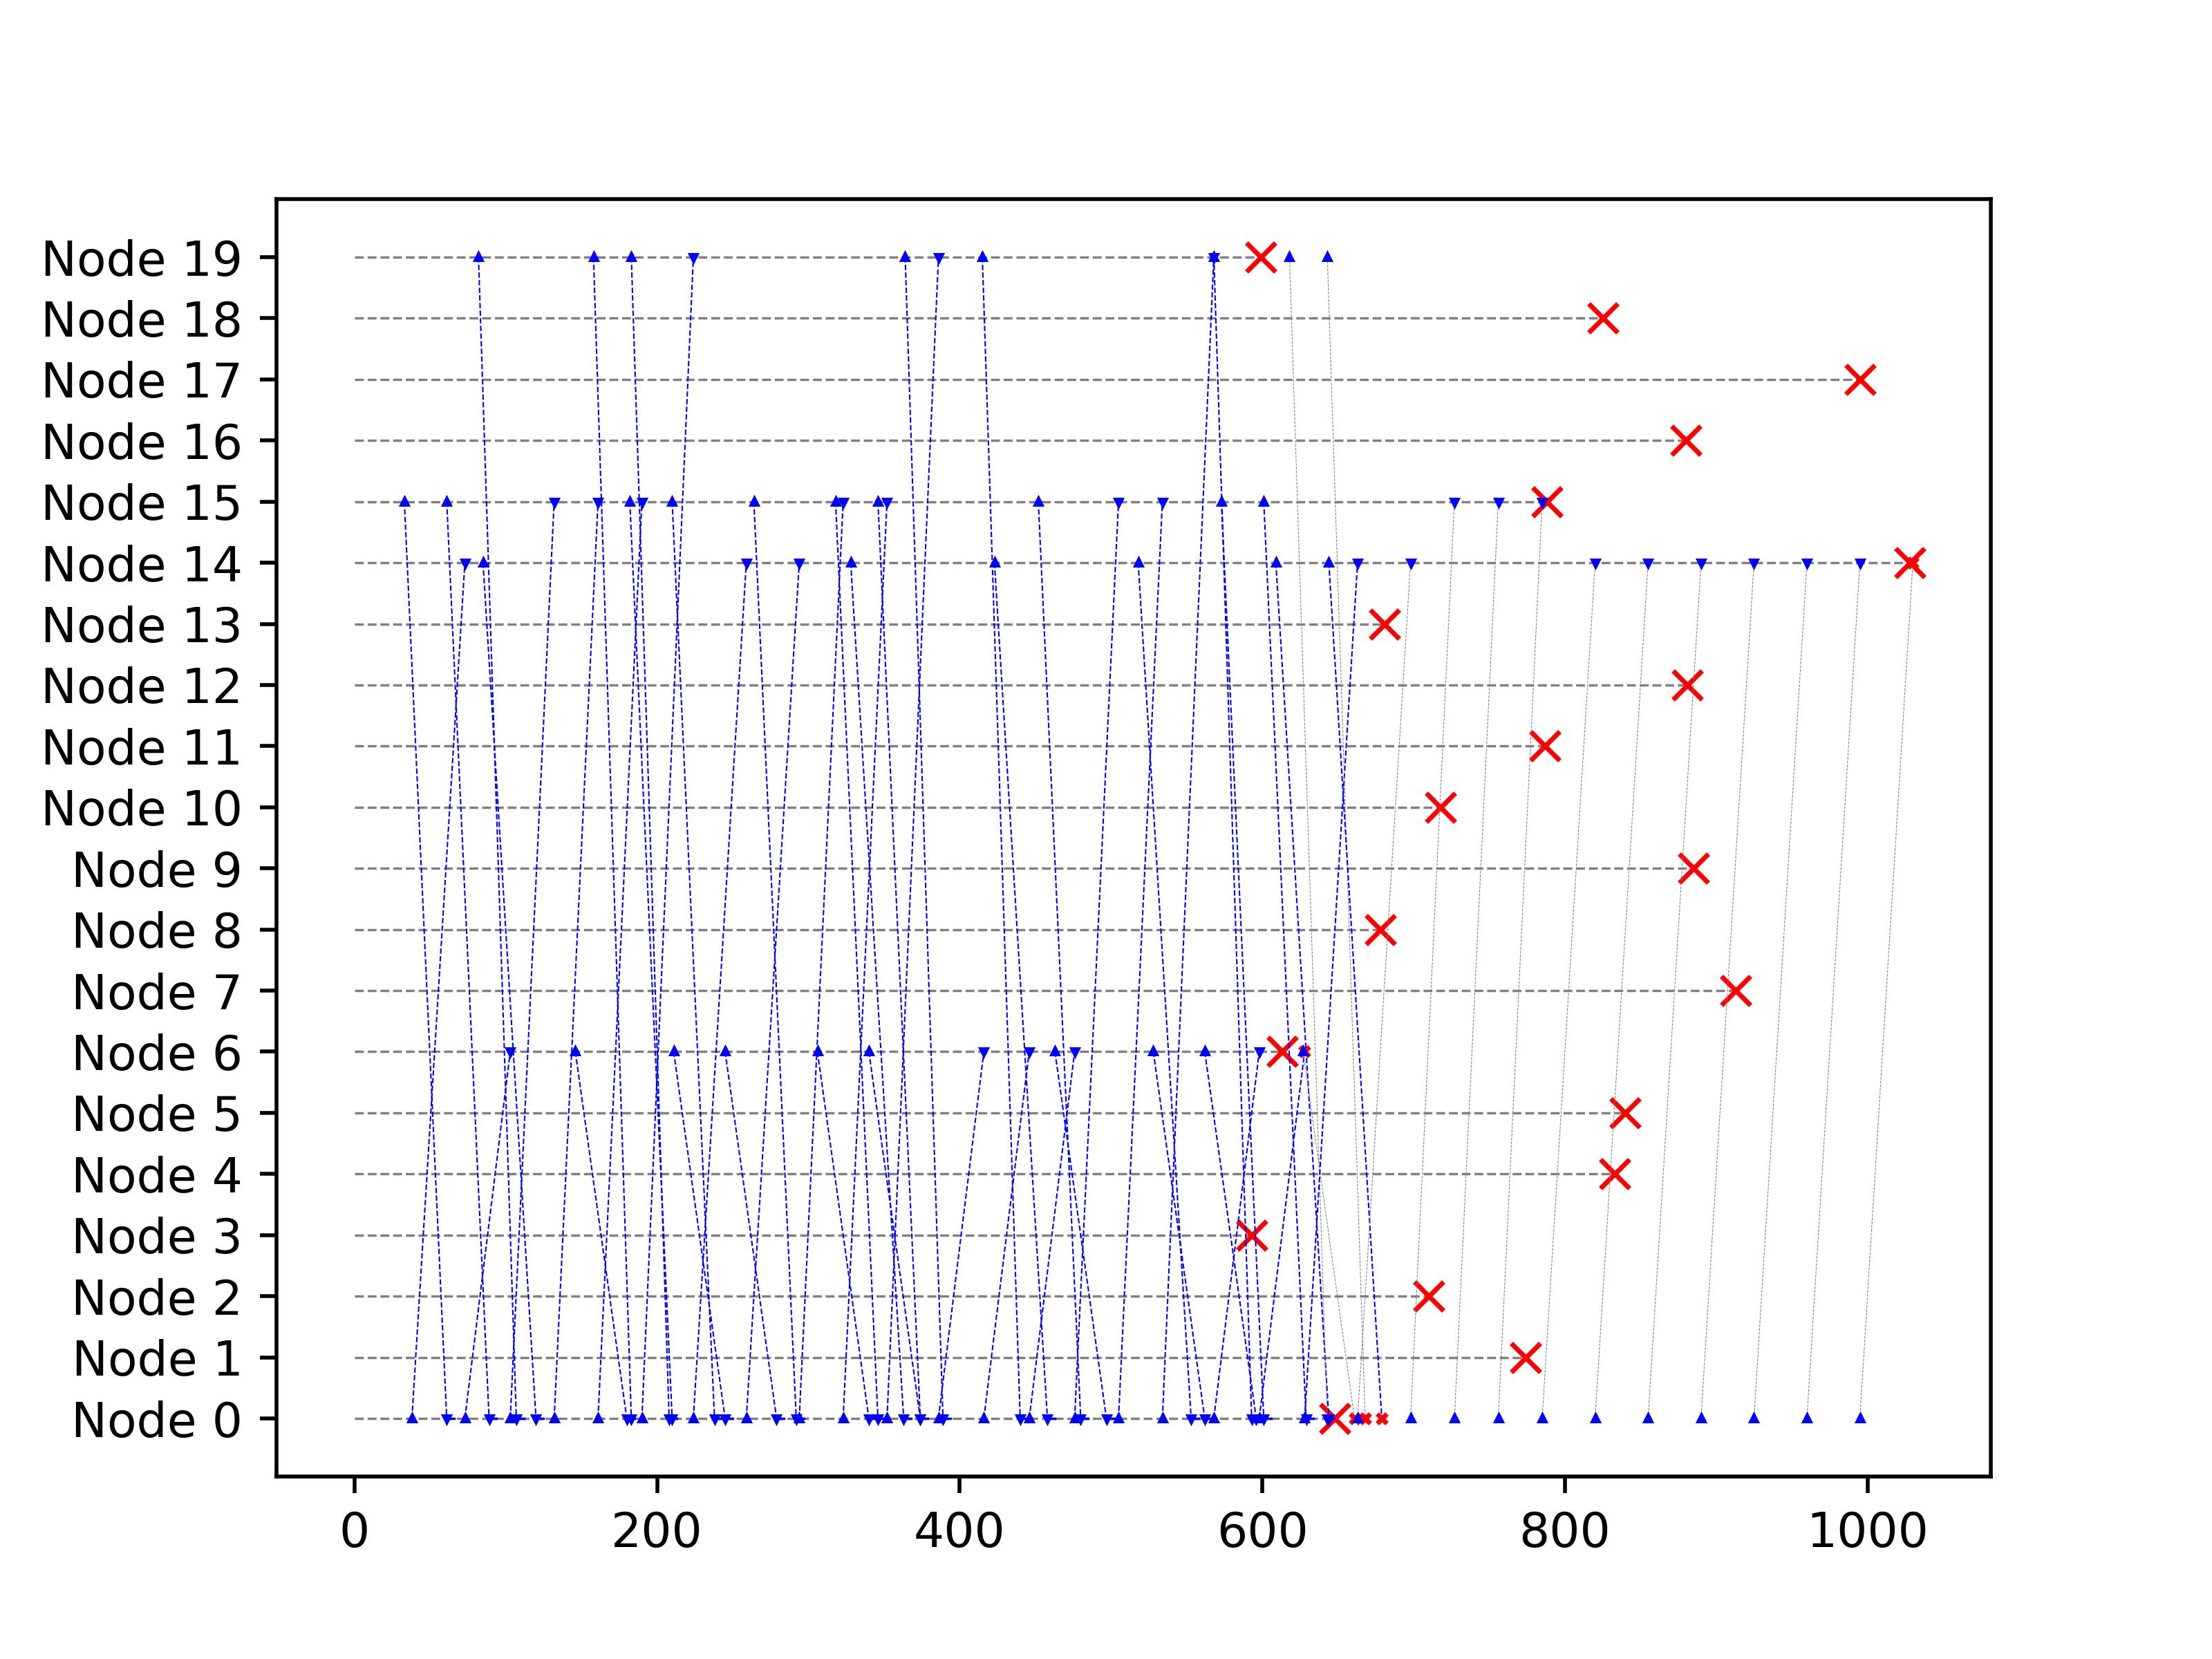 Node 19
Node 18
Node 17
Node 16
Node 15
Node 14
Node 13
Node 12
Node 11
Node 10
Node 9
Node 8
Node 7
Node 6
Node 5
Node 4
Node 3
Node 2
Node 1
Node 0
0 200 400 600 800 1000